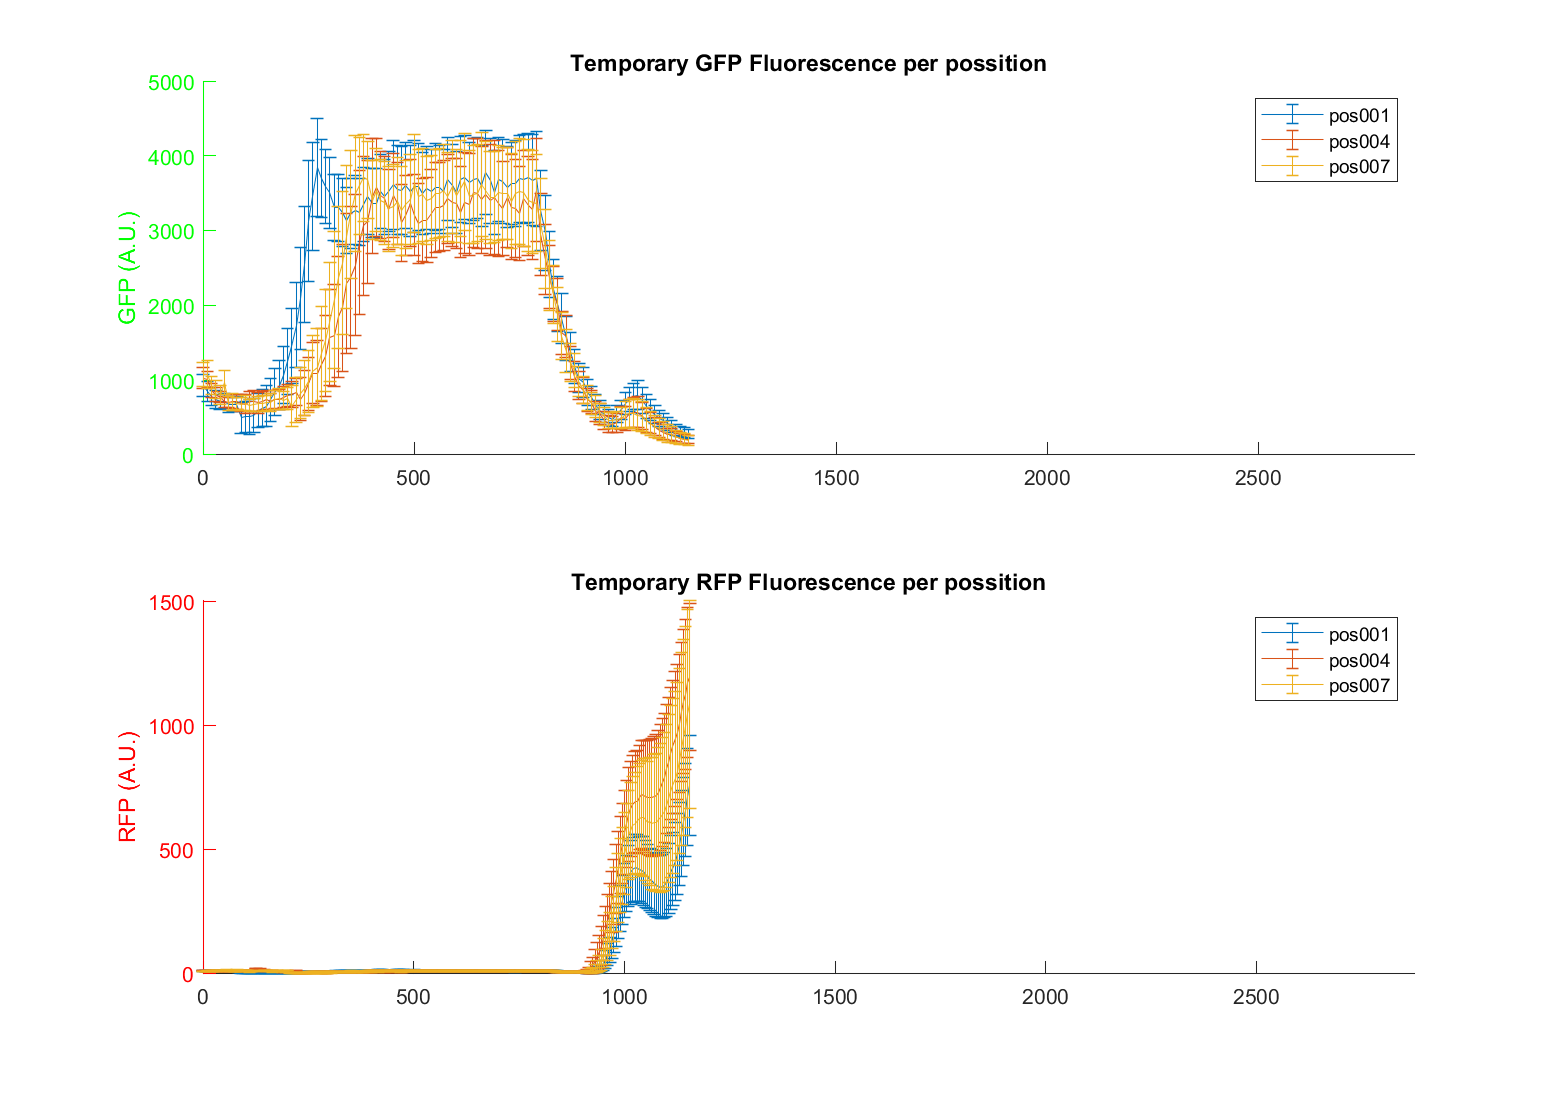 Temporary GFP Fluorescence per possition
5000
4000
3000
2000
1000
0
GFP (A.U.)
0 500 1000 1500 2000 2500
pos001
pos004
pos007
Temporary RFP Fluorescence per possition
1500
1000
500
0
RFP (A.U.)
0 500 1000 1500 2000 2500
pos001
pos004
pos007